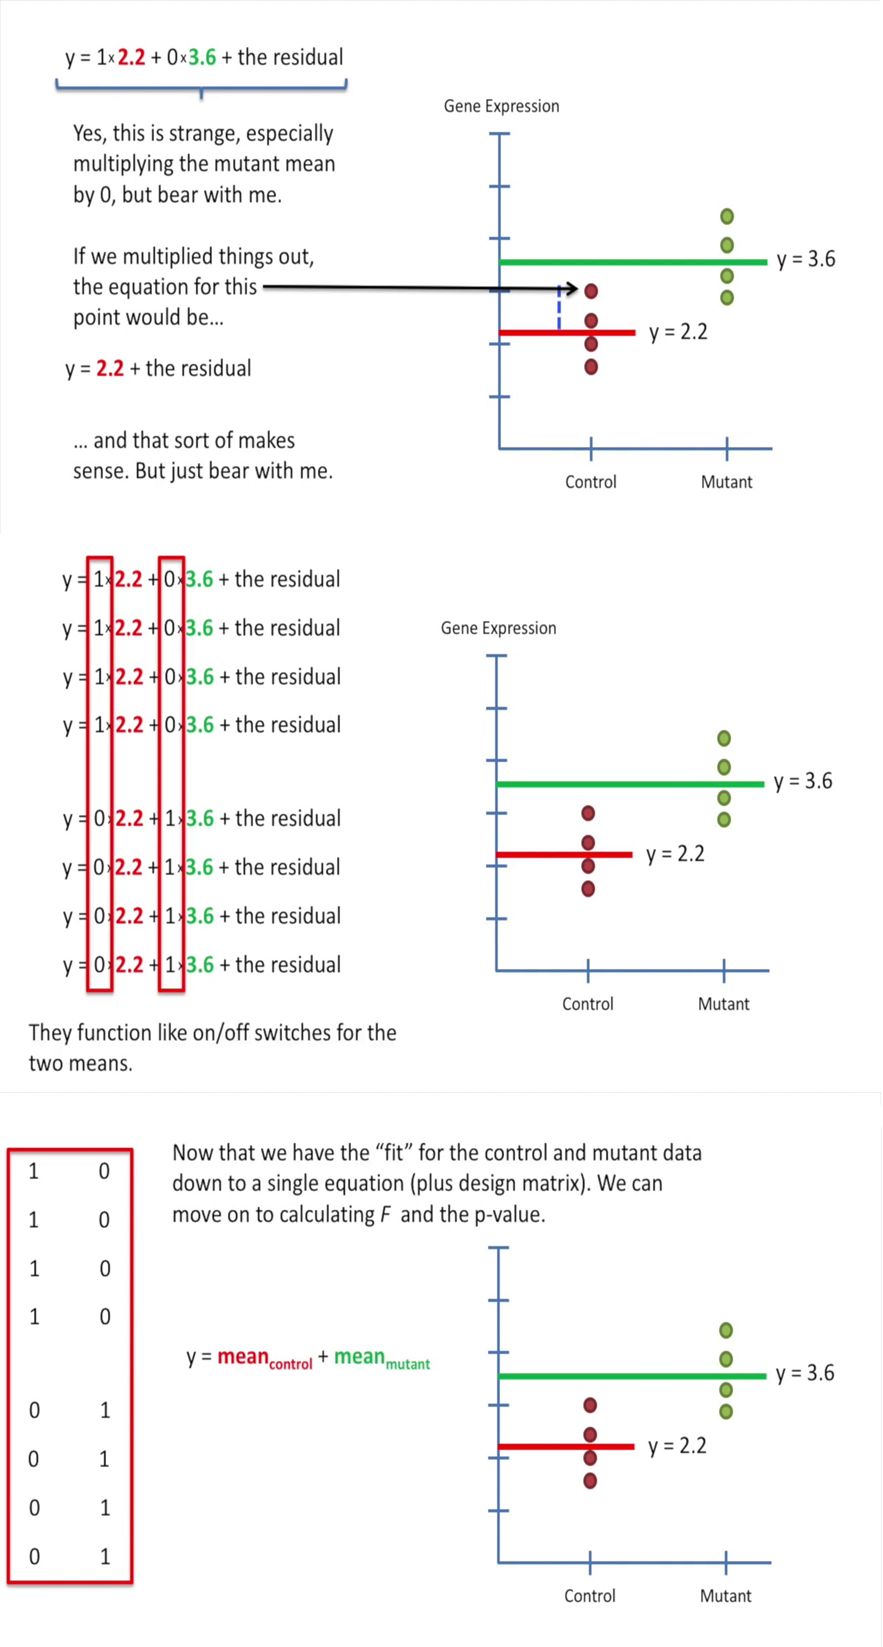 y = 1×2.2 + 0×3.6 + the residual
Yes, this is strange, especially
multiplying the mutant mean
by 0, but bear with me.
If we multiplied things out,
the equation for this
point would be...
y = 2.2 + the residual
... and that sort of makes
sense. But just bear with me.
Gene Expression
y = 3.6
y = 2.2
Control Mutant
y = 1×2.2 + 0×3.6 + the residual
y = 1×2.2 + 0×3.6 + the residual
y = 1×2.2 + 0×3.6 + the residual
y = 1×2.2 + 0×3.6 + the residual
y = 0×2.2 + 1×3.6 + the residual
y = 0×2.2 + 1×3.6 + the residual
y = 0×2.2 + 1×3.6 + the residual
y = 0×2.2 + 1×3.6 + the residual
They function like on/off switches for the
two means.
Gene Expression
y = 3.6
y = 2.2
Control Mutant
1 0
1 0
1 0
1 0
0 1
0 1
0 1
0 1
Now that we have the “fit” for the control and mutant data
down to a single equation (plus design matrix). We can
move on to calculating F and the p-value.
y = mean control + mean mutant
y = 3.6
y = 2.2
Control Mutant